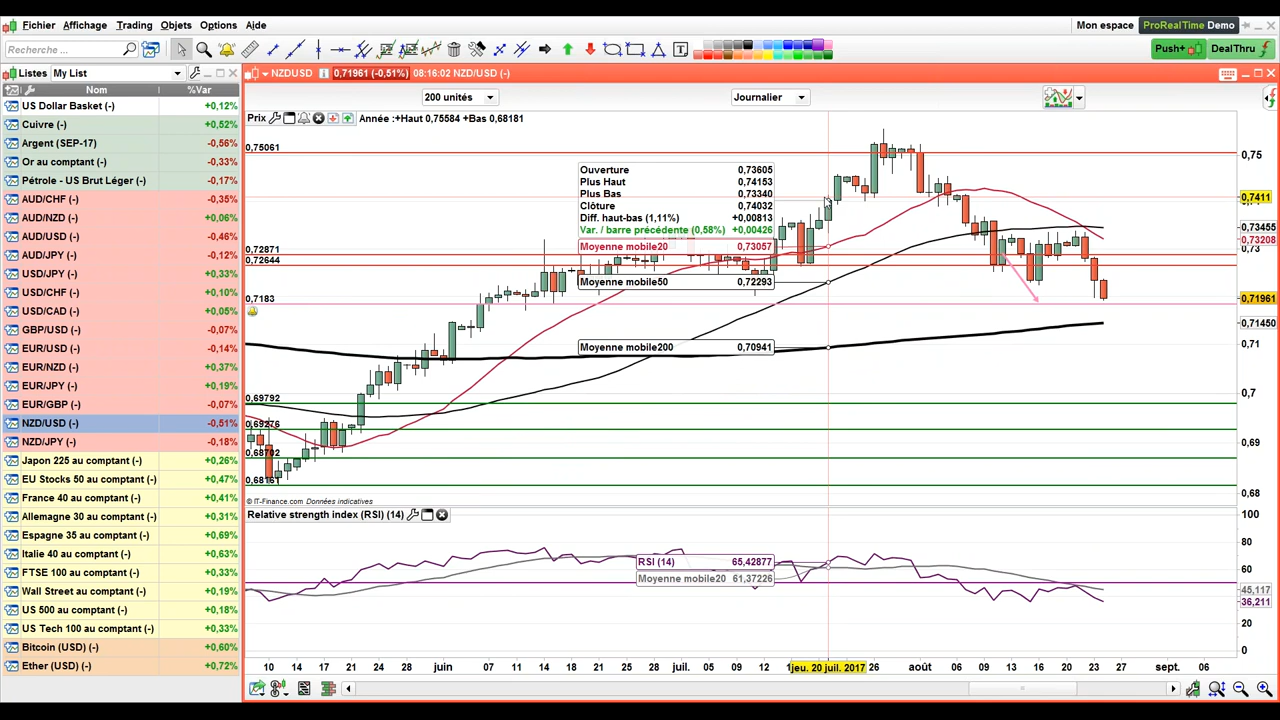 Fichier Affichage Trading Objets Options Aide Mon espace ProRealTime Demo
Recherche ... T Push+ DealThru
Listes My List NZDUSD i 0,71961 (-0,51%) 08:16:02 NZD/USD (-)
Nom %Var
200 unités Journalier
US Dollar Basket (-) +0,12%
Cuivre (-) +0,52%
Argent (SEP-17) -0,56%
Or au comptant (-) -0,33%
Pétrole - US Brut Léger (-) -0,17%
AUD/CHF (-) -0,35%
AUD/NZD (-) +0,06%
AUD/USD (-) -0,46%
AUD/JPY (-) -0,12%
USD/JPY (-) +0,33%
USD/CHF (-) +0,10%
USD/CAD (-) +0,05%
GBP/USD (-) -0,07%
EUR/USD (-) -0,14%
EUR/NZD (-) +0,37%
EUR/JPY (-) +0,19%
EUR/GBP (-) -0,07%
NZD/USD (-) -0,51%
NZD/JPY (-) -0,18%
Japon 225 au comptant (-) +0,26%
EU Stocks 50 au comptant (-) +0,47%
France 40 au comptant (-) +0,41%
Allemagne 30 au comptant (-) +0,31%
Espagne 35 au comptant (-) +0,69%
Italie 40 au comptant (-) +0,63%
FTSE 100 au comptant (-) +0,33%
Wall Street au comptant (-) +0,19%
US 500 au comptant (-) +0,18%
US Tech 100 au comptant (-) +0,33%
Bitcoin (USD) (-) +0,60%
Ether (USD) (-) +0,72%
Prix Année :+Haut 0,75584 +Bas 0,68181
0,75061
0,72871
0,72644
0,7183
0,69792
0,69276
0,68702
0,68161
Ouverture 0,73605
Plus Haut 0,74153
Plus Bas 0,73340
Clôture 0,74032
Diff. haut-bas (1,11%) +0,00813
Var. / barre précédente (0,58%) +0,00426
Moyenne mobile20 0,73057
Moyenne mobile50 0,72293
Moyenne mobile200 0,70941
0,75
0,7411
0,73465
0,73208
0,73
0,71961
0,71450
0,71
0,7
0,69
0,68
© IT-Finance.com Données indicatives
Relative strength index (RSI) (14)
RSI (14) 65,42877
Moyenne mobile20 61,37226
100
80
60
45,117
36,211
20
0
10 14 17 21 24 28 juin 07 10 14 18 21 25 28 juil. 05 09 12 jeu. 20 juil. 2017 26 août 06 09 13 16 20 23 27 sept. 06